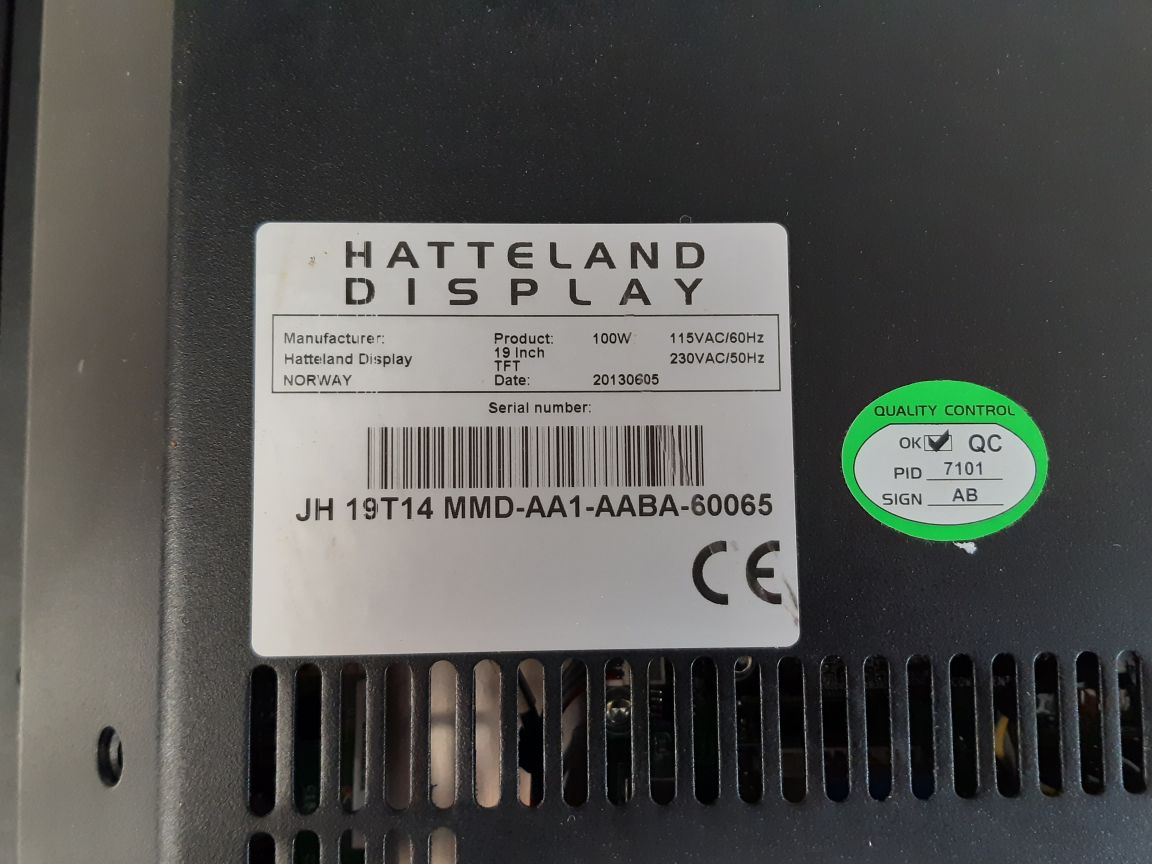 HATTELAND
DISPLAY
Manufacturer:
Hatteland Display
NORWAY
Product: 100W 115VAC/60Hz
19 Inch 230VAC/50Hz
TFT
Date: 20130605
Serial number:
JH 19T14 MMD-AA1-AABA-60065
CE
QUALITY CONTROL
OK QC
PID 7101
SIGN AB